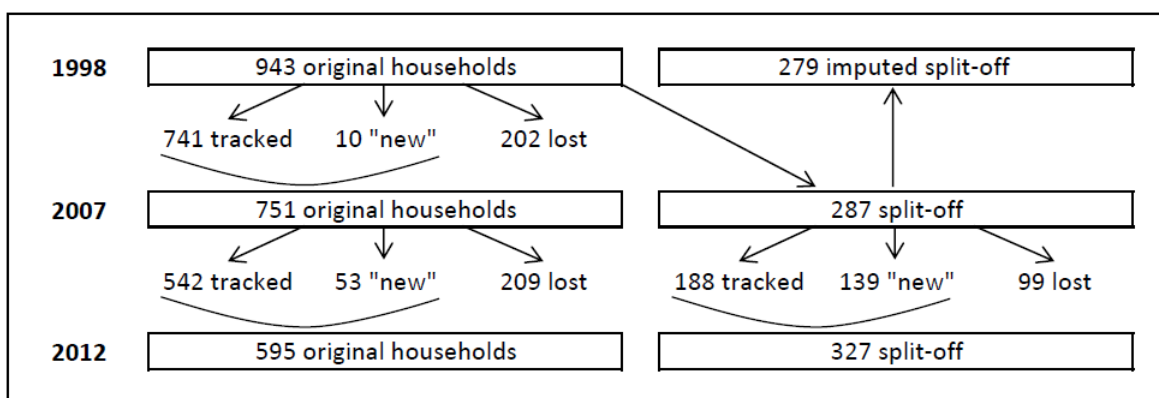 1998 943 original households 279 imputed split-off
741 tracked 10 "new" 202 lost
2007 751 original households 287 split-off
542 tracked 53 "new" 209 lost 188 tracked 139 "new" 99 lost
2012 595 original households 327 split-off